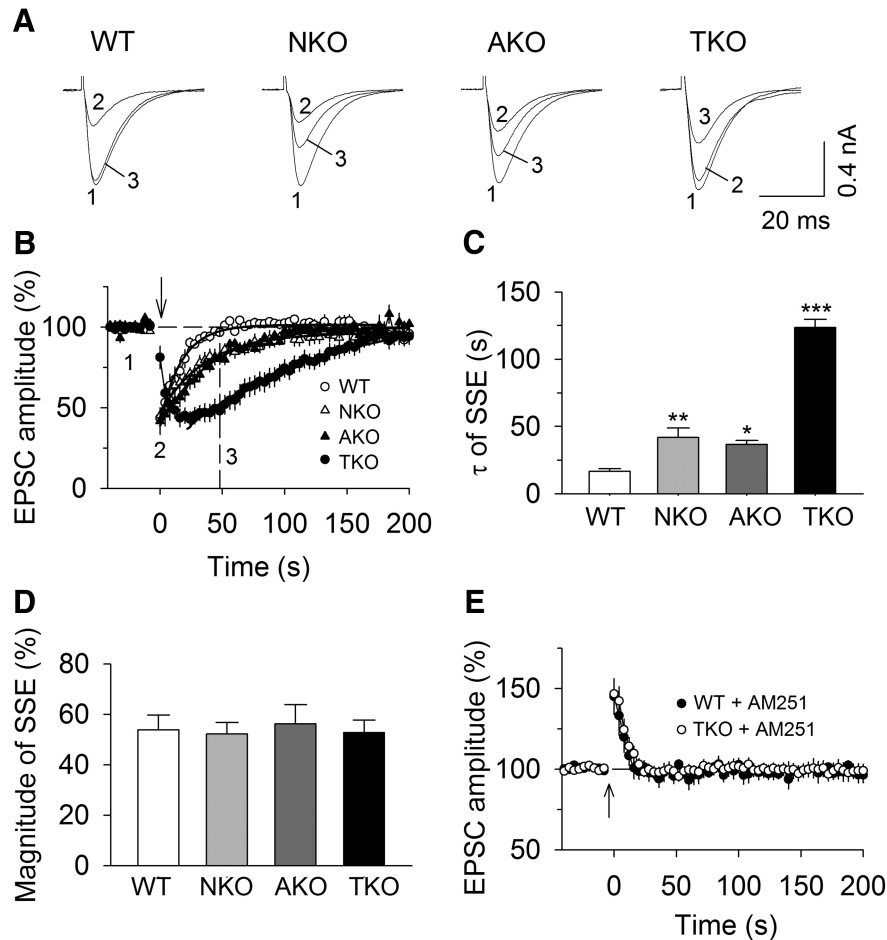 A
WT NKO AKO TKO
2 3 1
2 3 1
2 3 1
3 2 1
0.4 nA
20 ms
B
EPSC amplitude (%)
100
50
0
1
2
3
WT
NKO
AKO
TKO
0 50 100 150 200
Time (s)
C
τ of SSE (s)
150
100
50
0
** * ***
WT NKO AKO TKO
D
Magnitude of SSE (%)
80
60
40
20
0
WT NKO AKO TKO
E
EPSC amplitude (%)
150
100
50
WT + AM251
TKO + AM251
0 50 100 150 200
Time (s)